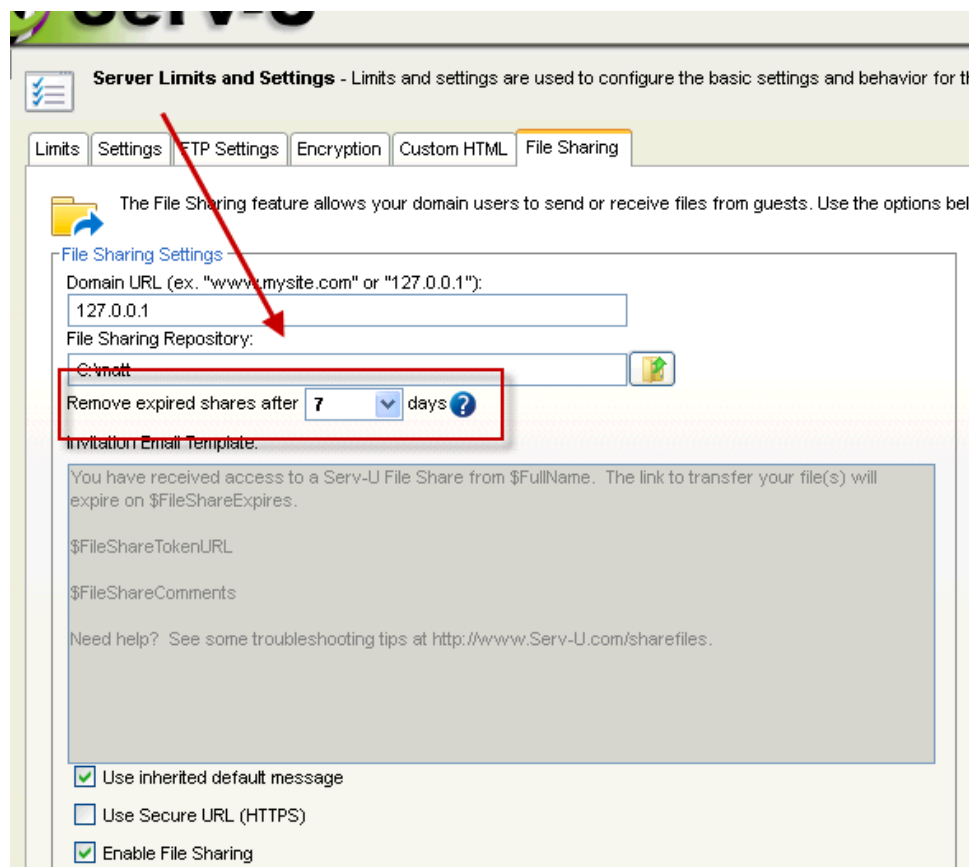 Serv-U
Server Limits and Settings - Limits and settings are used to configure the basic settings and behavior for
Limits Settings FTP Settings Encryption Custom HTML File Sharing
The File Sharing feature allows your domain users to send or receive files from guests. Use the options
File Sharing Settings
Domain URL (ex. "www.mysite.com" or "127.0.0.1"):
127.0.0.1
File Sharing Repository:
C:\matt
Remove expired shares after 7 days ?
Invitation Email Template:
You have received access to a Serv-U File Share from $FullName. The link to transfer your file(s) will
expire on $FileShareExpires.
$FileShareTokenURL
$FileShareComments
Need help? See some troubleshooting tips at http://www.Serv-U.com/sharefiles.
Use inherited default message
Use Secure URL (HTTPS)
Enable File Sharing